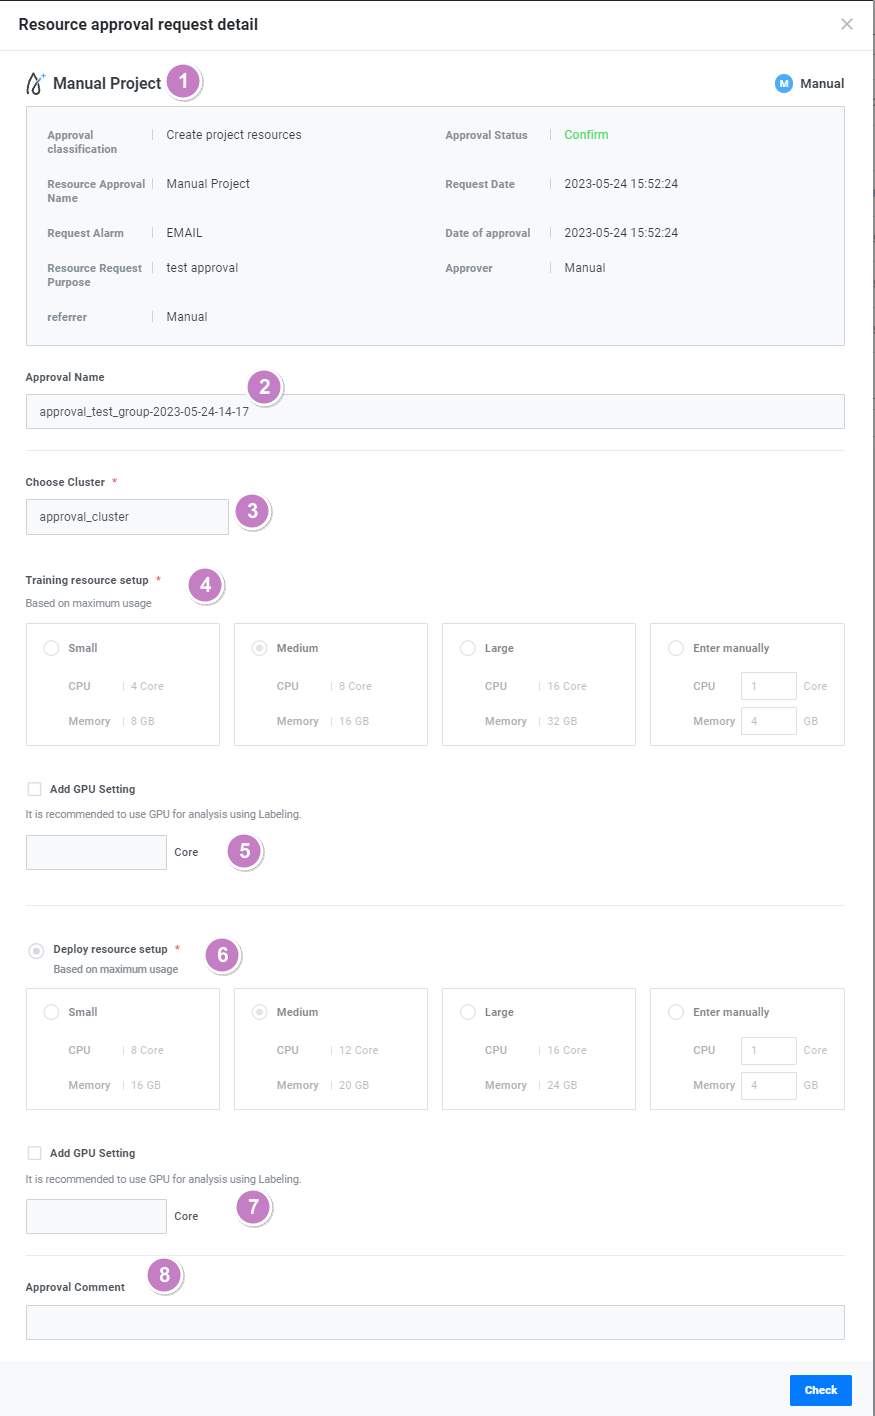 Resource approval request detail
Manual Project 1
M Manual
Approval classification
Create project resources
Approval Status
Confirm
Resource Approval Name
Manual Project
Request Date
2023-05-24 15:52:24
Request Alarm
EMAIL
Date of approval
2023-05-24 15:52:24
Resource Request Purpose
test approval
Approver
Manual
referrer
Manual
Approval Name
2
approval_test_group-2023-05-24-14-17
Choose Cluster *
approval_cluster
3
Training resource setup *
4
Based on maximum usage
Small
CPU 4 Core
Memory 8 GB
Medium
CPU 8 Core
Memory 16 GB
Large
CPU 16 Core
Memory 32 GB
Enter manually
CPU 1 Core
Memory 4 GB
Add GPU Setting
It is recommended to use GPU for analysis using Labeling.
Core
5
Deploy resource setup *
6
Based on maximum usage
Small
CPU 8 Core
Memory 16 GB
Medium
CPU 12 Core
Memory 20 GB
Large
CPU 16 Core
Memory 24 GB
Enter manually
CPU 1 Core
Memory 4 GB
Add GPU Setting
It is recommended to use GPU for analysis using Labeling.
Core
7
8
Approval Comment
Check